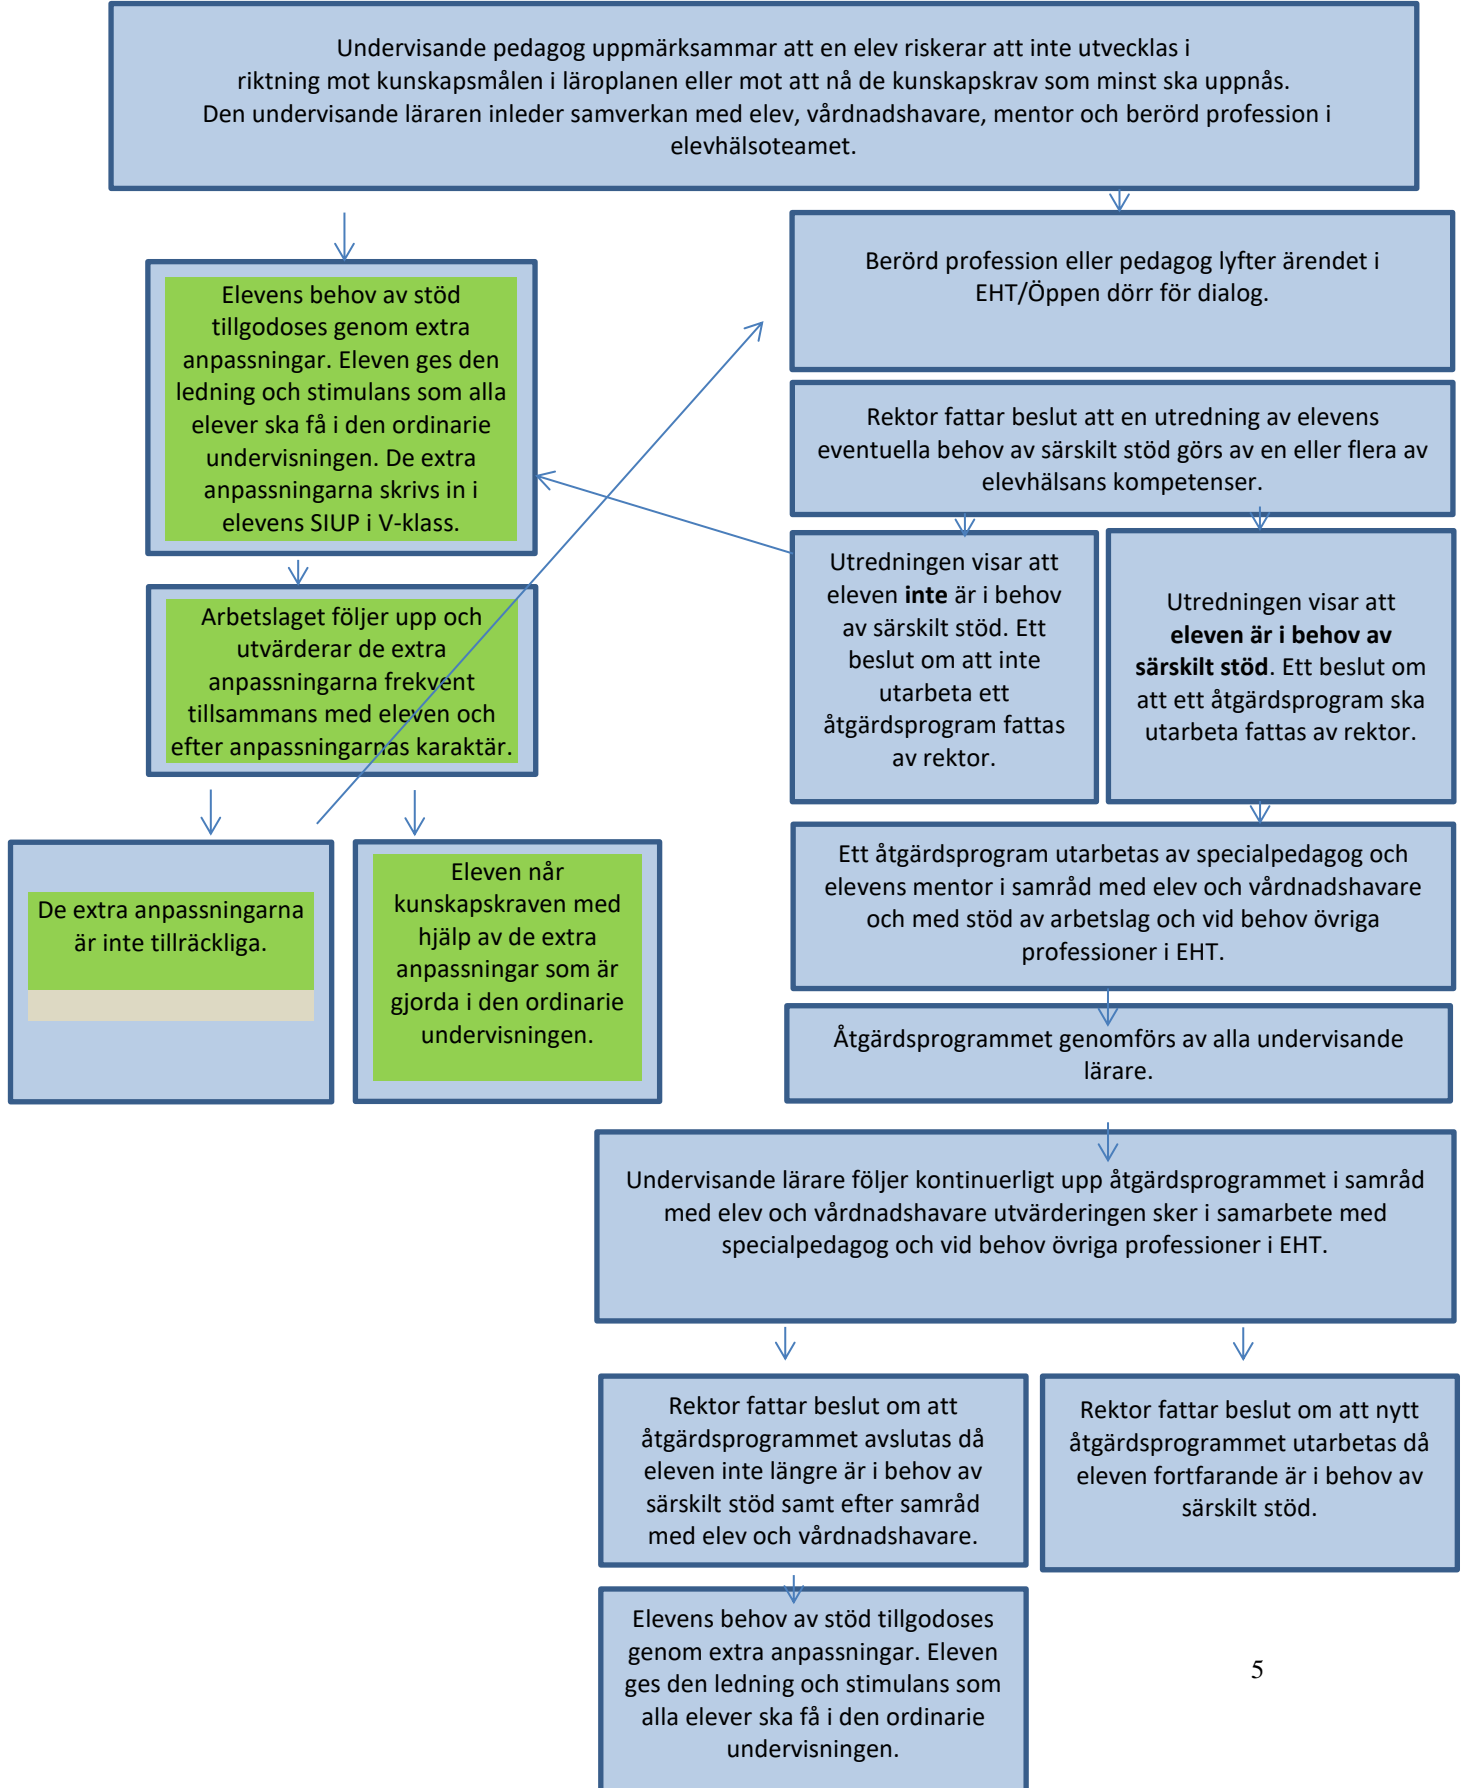 Undervisande pedagog uppmärksammar att en elev riskerar att inte utvecklas i
riktning mot kunskapsmålen i läroplanen eller mot att nå de kunskapskrav som minst ska uppnås.
Den undervisande läraren inleder samverkan med elev, vårdnadshavare, mentor och berörd profession i
elevhälsoteamet.
Elevens behov av stöd
tillgodoses genom extra
anpassningar. Eleven ges den
ledning och stimulans som alla
elever ska få i den ordinarie
undervisningen. De extra
anpassningarna skrivs in i
elevens SIUP i V-klass.
Arbetslaget följer upp och
utvärderar de extra
anpassningarna frekvent
tillsammans med eleven och
efter anpassningarnas karaktär.
De extra anpassningarna
är inte tillräckliga.
Eleven når
kunskapskraven med
hjälp av de extra
anpassningar som är
gjorda i den ordinarie
undervisningen.
Berörd profession eller pedagog lyfter ärendet i
EHT/Öppen dörr för dialog.
Rektor fattar beslut att en utredning av elevens
eventuella behov av särskilt stöd görs av en eller flera av
elevhälsans kompetenser.
Utredningen visar att
eleven inte är i behov
av särskilt stöd. Ett
beslut om att inte
utarbeta ett
åtgärdsprogram fattas
av rektor.
Utredningen visar att
eleven är i behov av
särskilt stöd. Ett beslut om
att ett åtgärdsprogram ska
utarbeta fattas av rektor.
Ett åtgärdsprogram utarbetas av specialpedagog och
elevens mentor i samråd med elev och vårdnadshavare
och med stöd av arbetslag och vid behov övriga
professioner i EHT.
Åtgärdsprogrammet genomförs av alla undervisande
lärare.
Undervisande lärare följer kontinuerligt upp åtgärdsprogrammet i samråd
med elev och vårdnadshavare utvärderingen sker i samarbete med
specialpedagog och vid behov övriga professioner i EHT.
Rektor fattar beslut om att
åtgärdsprogrammet avslutas då
eleven inte längre är i behov av
särskilt stöd samt efter samråd
med elev och vårdnadshavare.
Rektor fattar beslut om att nytt
åtgärdsprogrammet utarbetas då
eleven fortfarande är i behov av
särskilt stöd.
Elevens behov av stöd tillgodoses
genom extra anpassningar. Eleven
ges den ledning och stimulans som
alla elever ska få i den ordinarie
undervisningen.
5